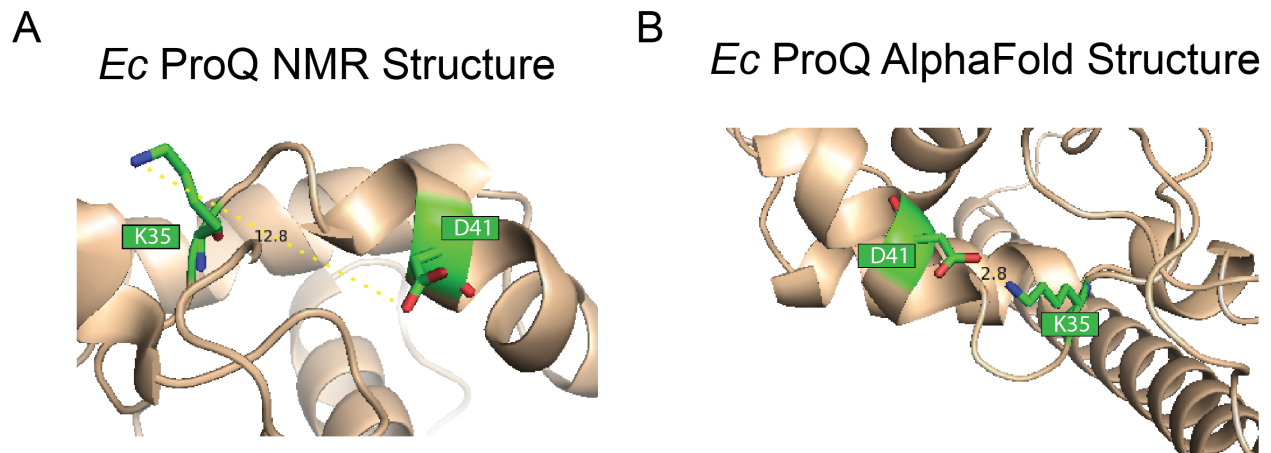 A
Ec ProQ NMR Structure
K35
12.8
D41
B
Ec ProQ AlphaFold Structure
D41
2.8
K35